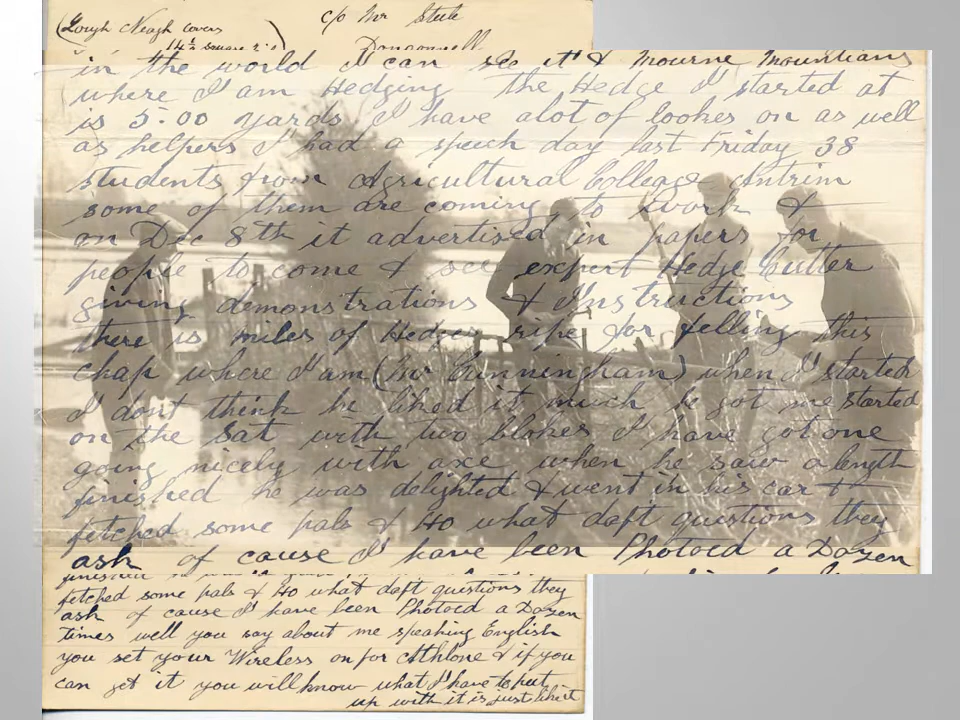 (Lough Neagh covers
14½ square m's)
c/o Mr Steele
Dongonnell
in the world I can see it & Mourne Mountians
where I am Hedging the Hedge I started at
is 5.00 yards I have alot of lookes on as well
as helpers I had a speech day last Friday 38
students from Agricultural College Antrim
some of them are coming to work &
on Dec 8th it advertised in papers for
people to come & see expert Hedge Cutter
giving demonstrations & Instructions
there is miles of Hedges ripe for felling this
chap where I am (Mr Cunningham) when I started
I dont think he liked it much he got me started
on the Sat with two blokes I have got one
going nicely with axe when he saw a length
finished he was delighted & went in his car &
fetched some pals & Ho what daft questions they
ask of cause I have been Photoed a Dozen
fetched some pals & Ho what daft questions they
ask of cause I have been Photoed a Dozen
times well you say about me speaking English
you set your Wireless on for Athlone & if you
can get it you will know what I have to put
up with it is just like it